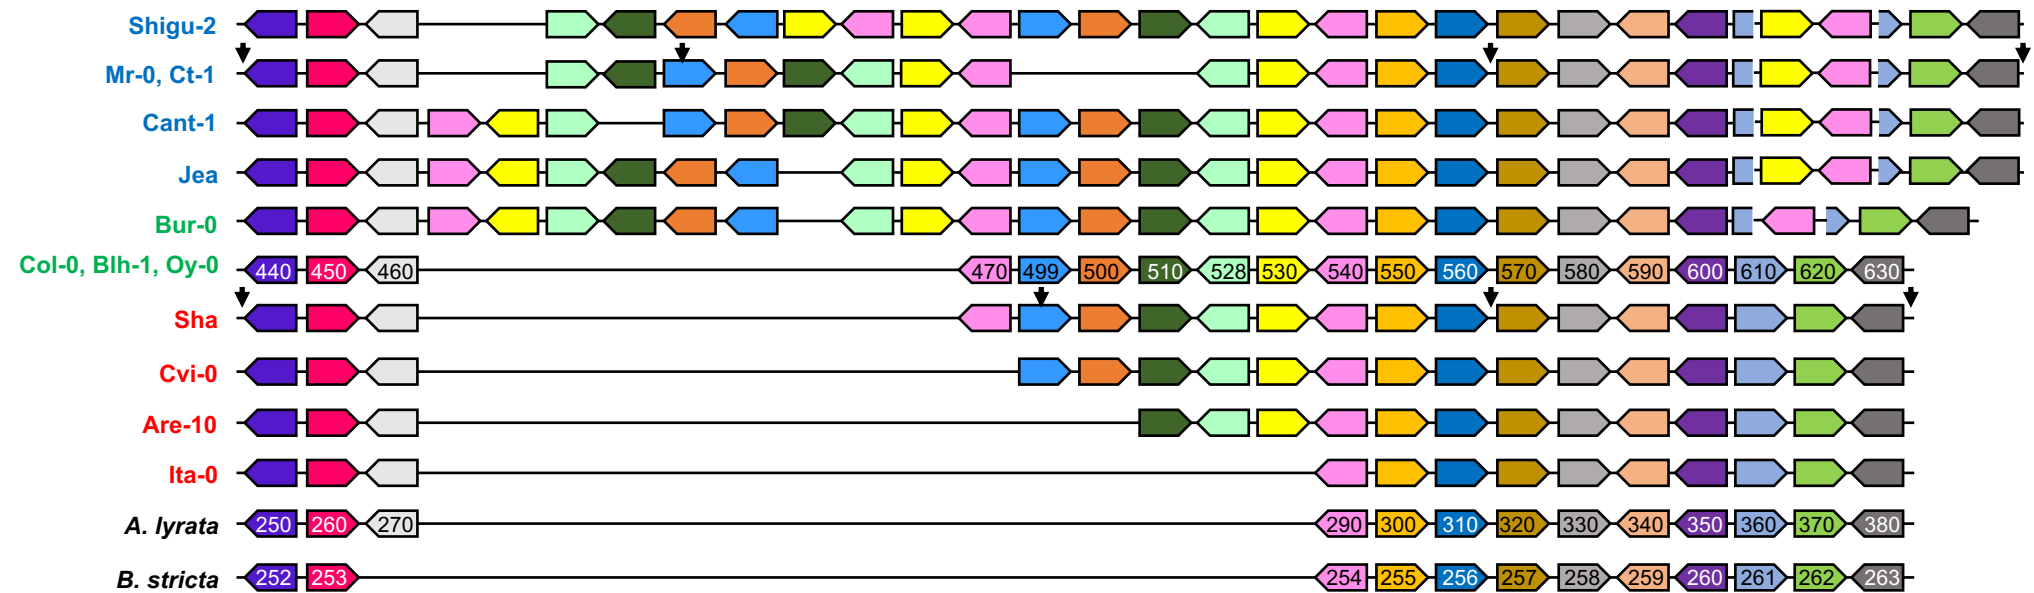 Shigu-2
Mr-0, Ct-1
Cant-1
Jea
Bur-0
Col-0, Blh-1, Oy-0 440 450 460 470 499 500 510 528 530 540 550 560 570 580 590 600 610 620 630
Sha
Cvi-0
Are-10
Ita-0
A. lyrata 250 260 270 290 300 310 320 330 340 350 360 370 380
B. stricta 252 253 254 255 256 257 258 259 260 261 262 263